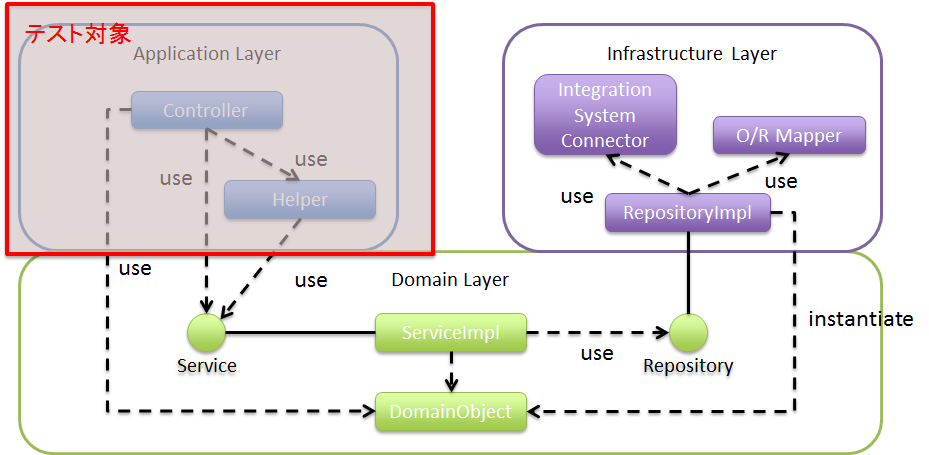 テスト対象
Application Layer
Controller
use
use
Helper
use
use
Infrastructure Layer
Integration
System
Connector
O/R Mapper
use
use
RepositoryImpl
instantiate
Domain Layer
Service
ServiceImpl
use
Repository
DomainObject